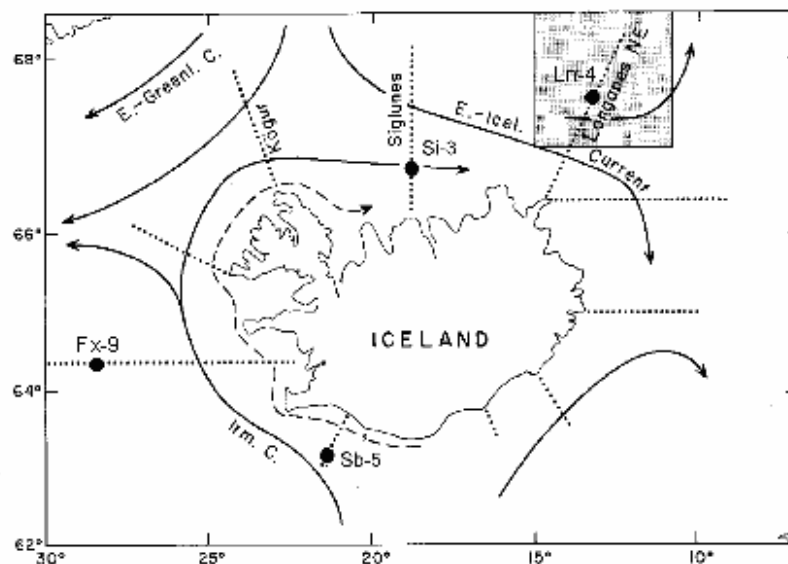 68°
66°
64°
62°
30°
25°
20°
15°
10°
E.-Greenl. C.
Kogur
Siglunes
E.-Icel.
Current
Langanes NE
Ln-4
Si-3
ICELAND
Fx-9
Irm. C.
Sb-5